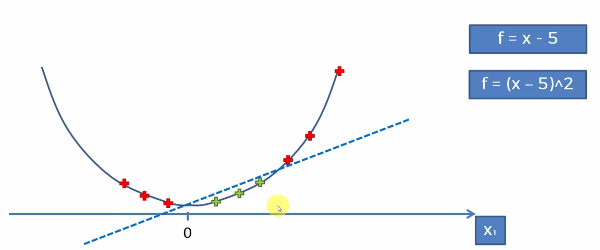 f = x - 5
f = (x – 5)^2
0
x₁